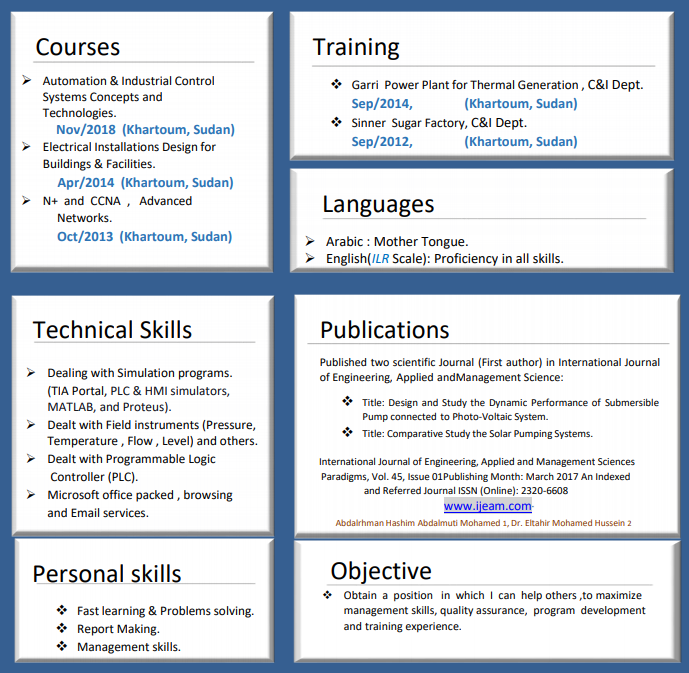 Courses
➢ Automation & Industrial Control
Systems Concepts and
Technologies.
Nov/2018 (Khartoum, Sudan)
➢ Electrical Installations Design for
Buildings & Facilities.
Apr/2014 (Khartoum, Sudan)
➢ N+ and CCNA , Advanced
Networks.
Oct/2013 (Khartoum, Sudan)
Training
❖ Garri Power Plant for Thermal Generation , C&I Dept.
Sep/2014, (Khartoum, Sudan)
❖ Sinner Sugar Factory, C&I Dept.
Sep/2012, (Khartoum, Sudan)
Languages
➢ Arabic : Mother Tongue.
➢ English(ILR Scale): Proficiency in all skills.
Technical Skills
➢ Dealing with Simulation programs.
(TIA Portal, PLC & HMI simulators,
MATLAB, and Proteus).
➢ Dealt with Field instruments (Pressure,
Temperature , Flow , Level) and others.
➢ Dealt with Programmable Logic
Controller (PLC).
➢ Microsoft office packed , browsing
and Email services.
Publications
Published two scientific Journal (First author) in International Journal
of Engineering, Applied andManagement Science:
❖ Title: Design and Study the Dynamic Performance of Submersible
Pump connected to Photo-Voltaic System.
❖ Title: Comparative Study the Solar Pumping Systems.
International Journal of Engineering, Applied and Management Sciences
Paradigms, Vol. 45, Issue 01Publishing Month: March 2017 An Indexed
and Referred Journal ISSN (Online): 2320-6608
www.ijeam.com
Abdalrhman Hashim Abdalmuti Mohamed 1, Dr. Eltahir Mohamed Hussein 2
Personal skills
❖ Fast learning & Problems solving.
❖ Report Making.
❖ Management skills.
Objective
❖ Obtain a position in which I can help others ,to maximize
management skills, quality assurance, program development
and training experience.